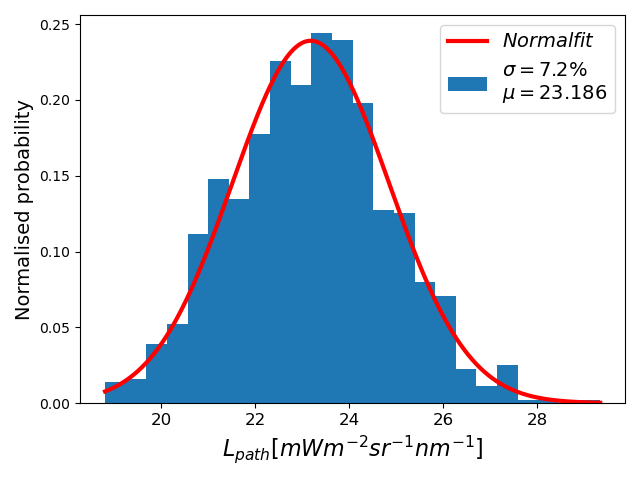 0.25
0.20
0.15
0.10
0.05
0.00
Normalised probability
20 22 24 26 28
L_path[mWm⁻²sr⁻¹nm⁻¹]
Normalfit
σ = 7.2%
μ = 23.186